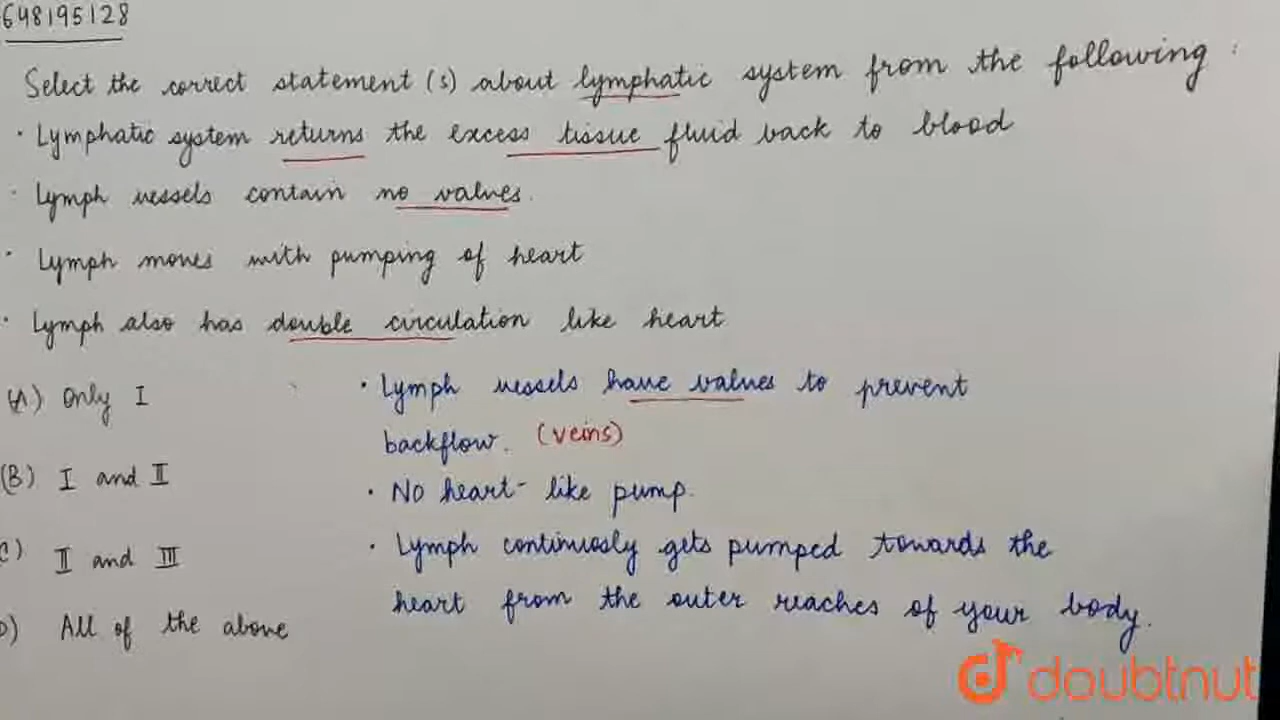 648195128
Select the correct statement (s) about lymphatic system from the following :
· Lymphatic system returns the excess tissue fluid back to blood
· Lymph vessels contain no valves.
· Lymph moves with pumping of heart
· Lymph also has double circulation like heart
(A) Only I
(B) I and II
C) II and III
D) All of the above
· Lymph vessels have valves to prevent
backflow. (veins)
· No heart-like pump.
· Lymph continuosly gets pumped towards the
heart from the outer reaches of your body.
doubtnut